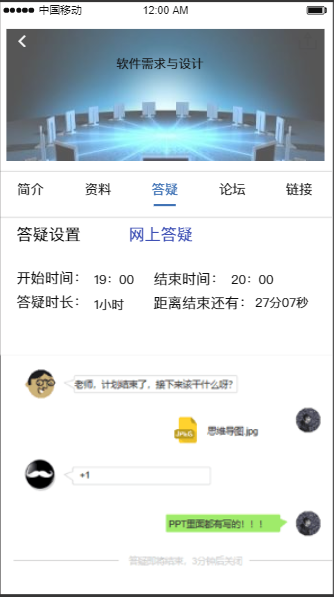 中国移动 12:00 AM
软件需求与设计
简介 资料 答疑 论坛 链接
答疑设置 网上答疑
开始时间： 19：00 结束时间： 20：00
答疑时长： 1小时 距离结束还有： 27分07秒
老师，计划结束了，接下来该干什么呀？
JPEG 思维导图.jpg
+1
PPT里面都有写的！！！
答疑即将结束，3分钟后关闭